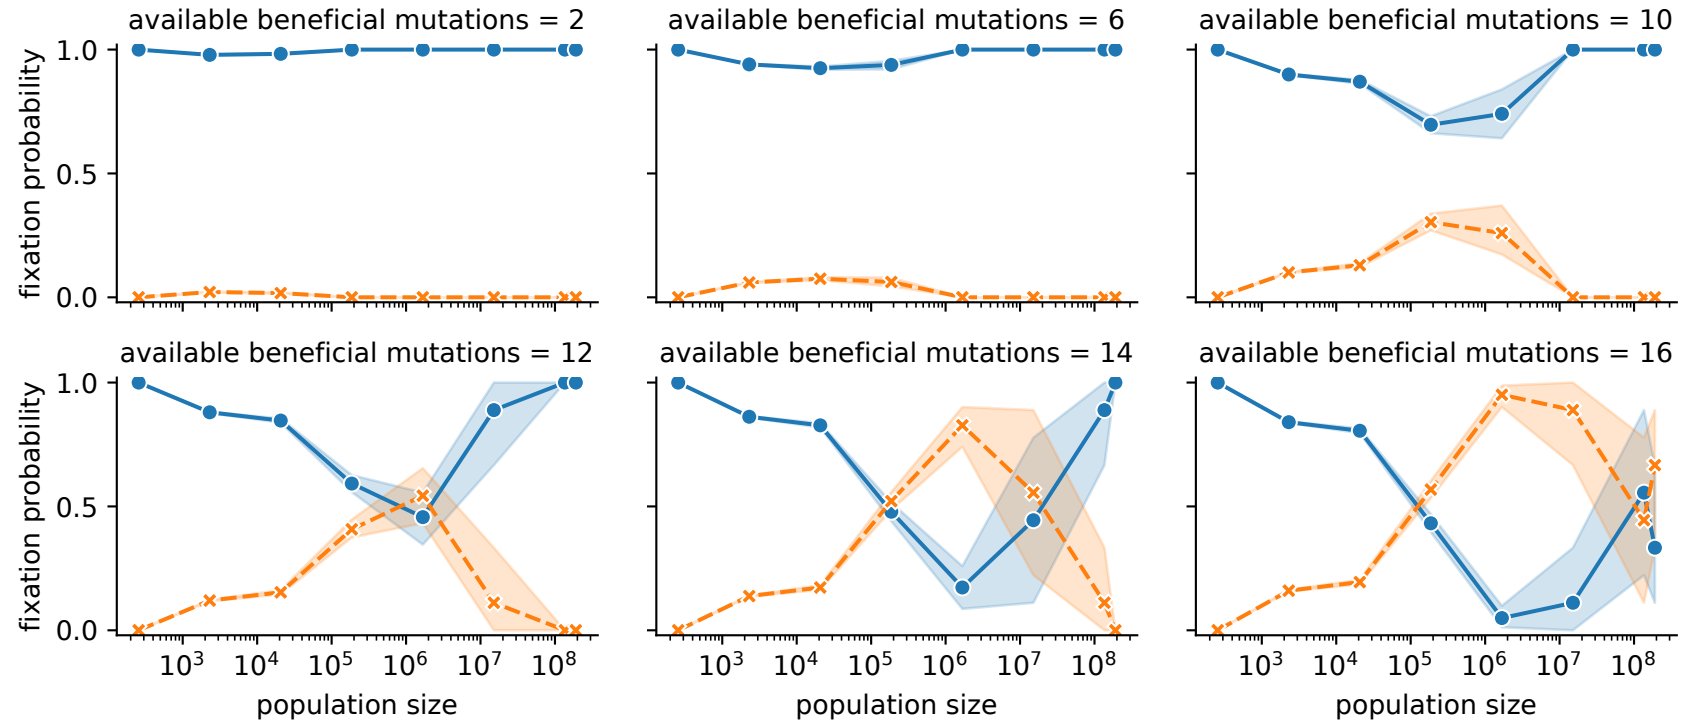 available beneficial mutations = 2
available beneficial mutations = 6
available beneficial mutations = 10
fixation probability
1.0
0.5
0.0
available beneficial mutations = 12
available beneficial mutations = 14
available beneficial mutations = 16
fixation probability
1.0
0.5
0.0
10³ 10⁴ 10⁵ 10⁶ 10⁷ 10⁸
10³ 10⁴ 10⁵ 10⁶ 10⁷ 10⁸
10³ 10⁴ 10⁵ 10⁶ 10⁷ 10⁸
population size
population size
population size